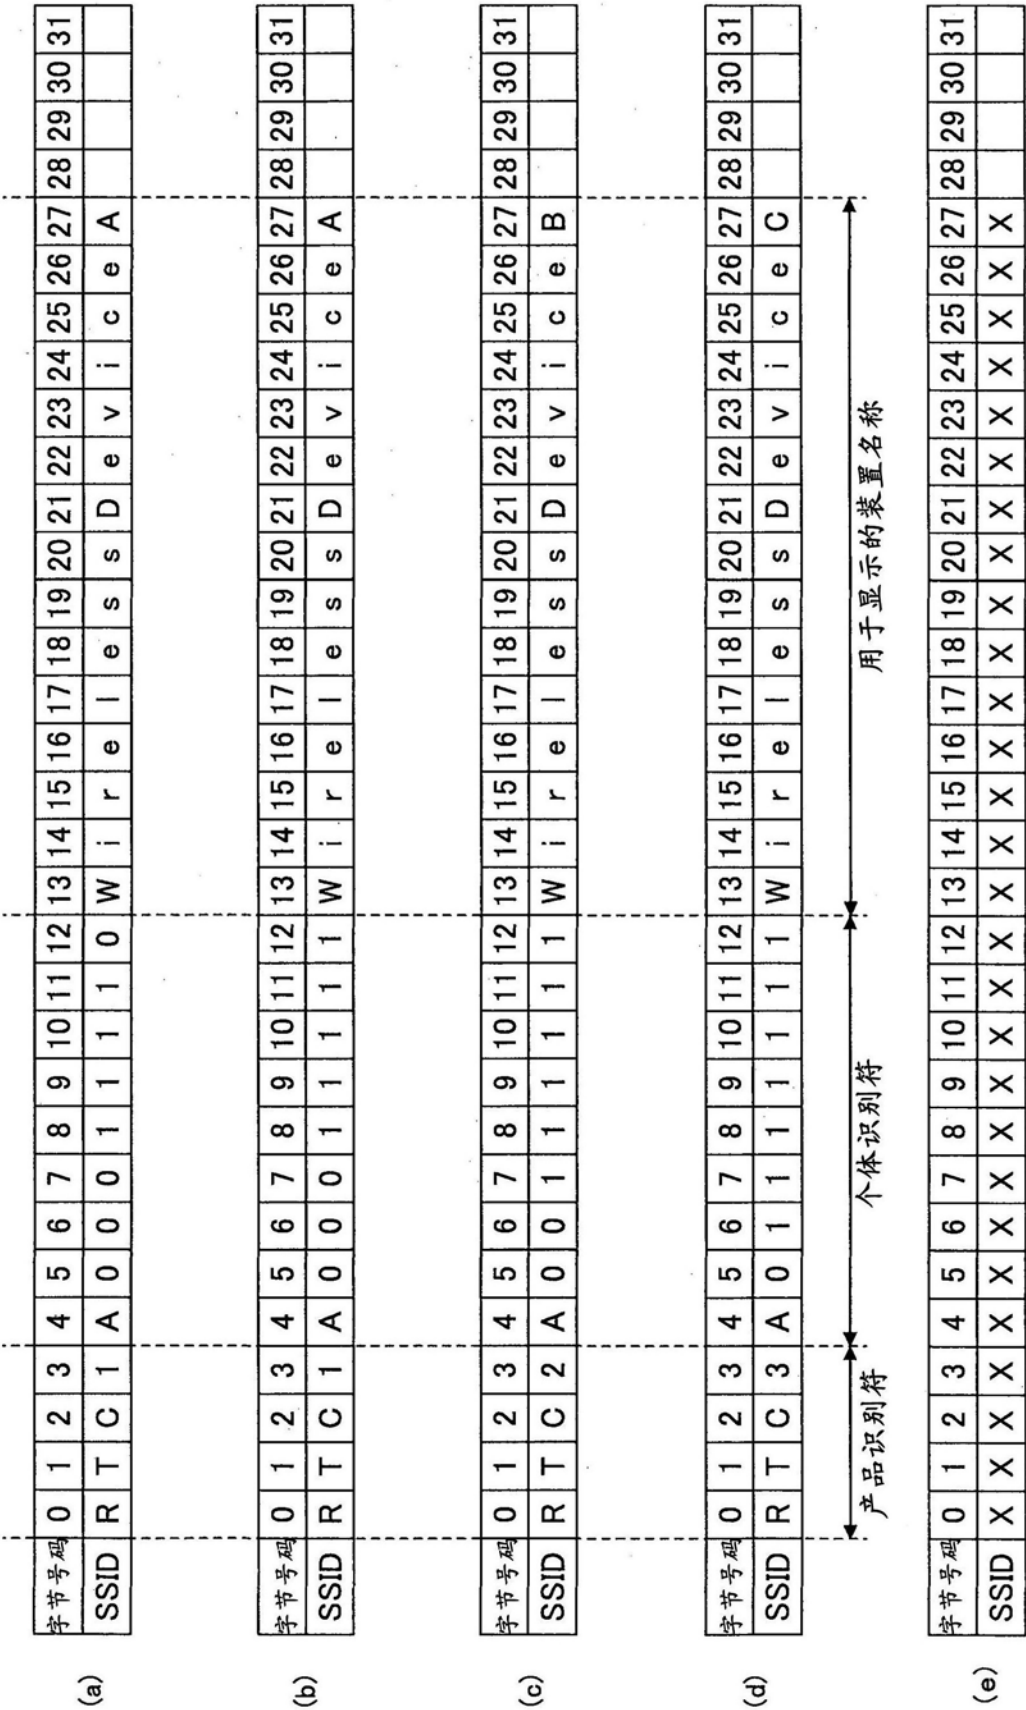 (a)
字节号码 0 1 2 3 4 5 6 7 8 9 10 11 12 13 14 15 16 17 18 19 20 21 22 23 24 25 26 27 28 29 30 31
SSID R T C 1 A 0 0 0 1 1 1 1 0 W i r e l e s s D e v i c e A
(b)
字节号码 0 1 2 3 4 5 6 7 8 9 10 11 12 13 14 15 16 17 18 19 20 21 22 23 24 25 26 27 28 29 30 31
SSID R T C 1 A 0 0 0 1 1 1 1 1 W i r e l e s s D e v i c e A
(c)
字节号码 0 1 2 3 4 5 6 7 8 9 10 11 12 13 14 15 16 17 18 19 20 21 22 23 24 25 26 27 28 29 30 31
SSID R T C 2 A 0 0 1 1 1 1 1 1 W i r e l e s s D e v i c e B
(d)
字节号码 0 1 2 3 4 5 6 7 8 9 10 11 12 13 14 15 16 17 18 19 20 21 22 23 24 25 26 27 28 29 30 31
SSID R T C 3 A 0 1 1 1 1 1 1 1 W i r e l e s s D e v i c e C
产品识别符 个体识别符 用于显示的装置名称
(e)
字节号码 0 1 2 3 4 5 6 7 8 9 10 11 12 13 14 15 16 17 18 19 20 21 22 23 24 25 26 27 28 29 30 31
SSID X X X X X X X X X X X X X X X X X X X X X X X X X X X X